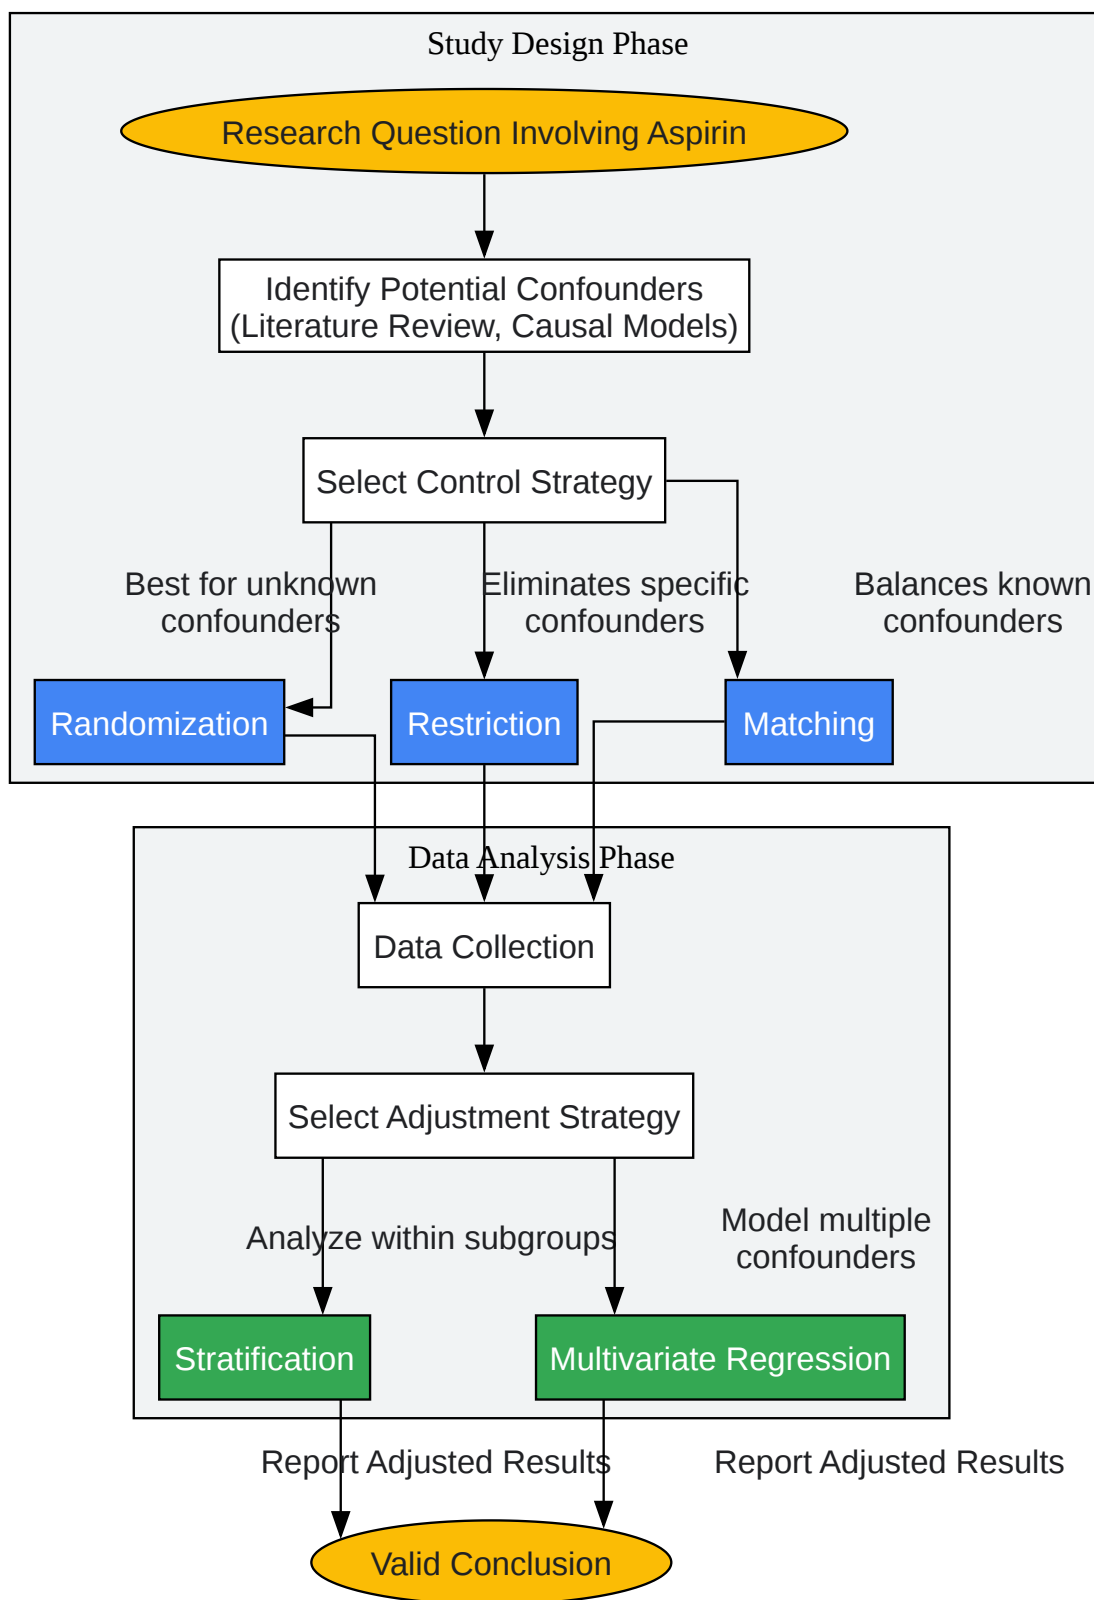 Study Design Phase
Research Question Involving Aspirin
Identify Potential Confounders
(Literature Review, Causal Models)
Select Control Strategy
Best for unknown
confounders
Eliminates specific
confounders
Balances known
confounders
Randomization
Restriction
Matching
Data Analysis Phase
Data Collection
Select Adjustment Strategy
Analyze within subgroups
Model multiple
confounders
Stratification
Multivariate Regression
Report Adjusted Results
Report Adjusted Results
Valid Conclusion